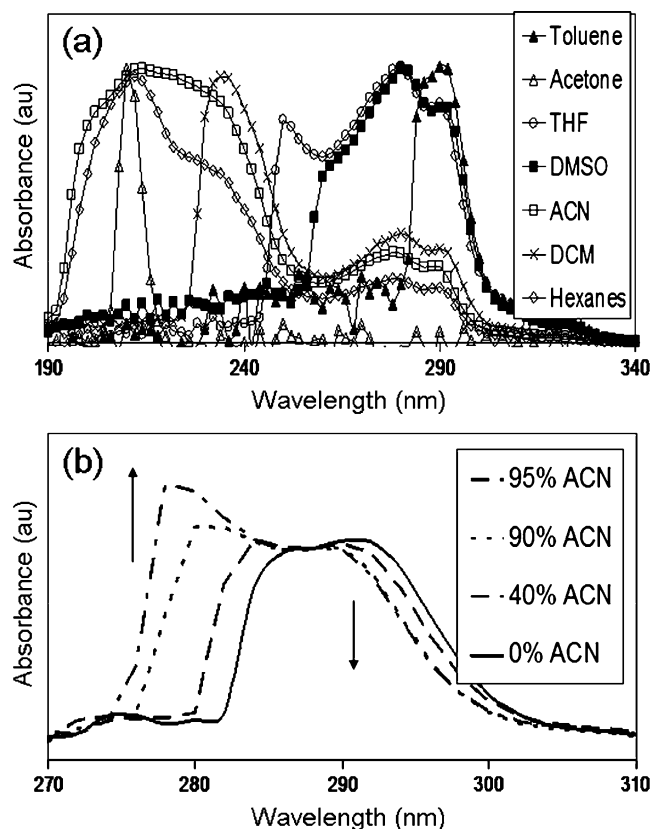 (a)
Toluene
Acetone
THF
DMSO
ACN
DCM
Hexanes
Absorbance (au)
190 240 290 340
Wavelength (nm)
(b)
95% ACN
90% ACN
40% ACN
0% ACN
Absorbance (au)
270 280 290 300 310
Wavelength (nm)